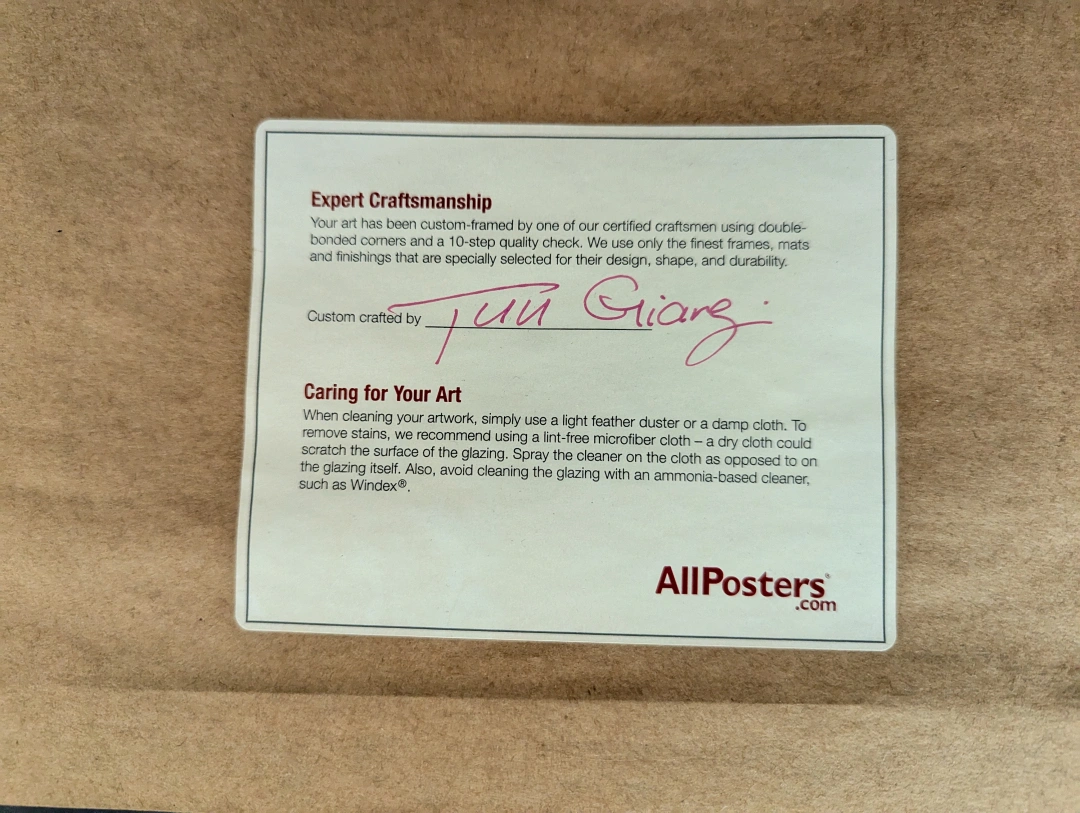 Expert Craftsmanship
Your art has been custom-framed by one of our certified craftsmen using double-
bonded corners and a 10-step quality check. We use only the finest frames, mats
and finishings that are specially selected for their design, shape, and durability.
Custom crafted by Giang
Caring for Your Art
When cleaning your artwork, simply use a light feather duster or a damp cloth. To
remove stains, we recommend using a lint-free microfiber cloth – a dry cloth could
scratch the surface of the glazing. Spray the cleaner on the cloth as opposed to on
the glazing itself. Also, avoid cleaning the glazing with an ammonia-based cleaner,
such as Windex®.
AllPosters®
.com